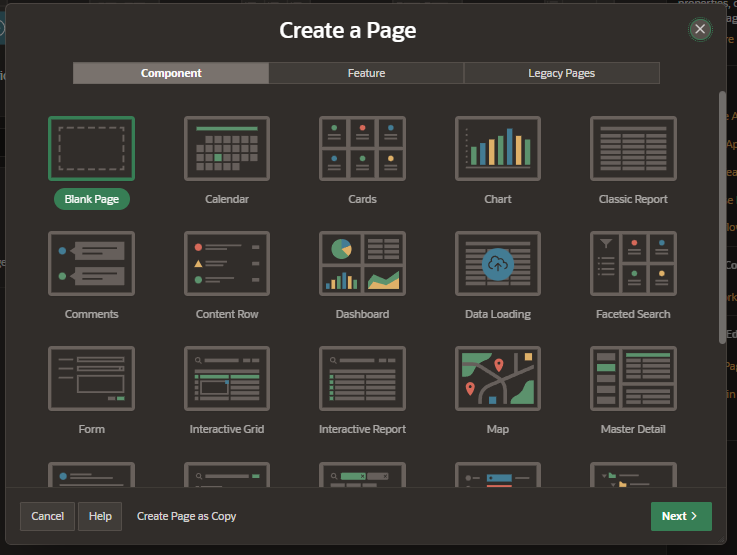 Create a Page
Component Feature Legacy Pages
Blank Page Calendar Cards Chart Classic Report
Comments Content Row Dashboard Data Loading Faceted Search
Form Interactive Grid Interactive Report Map Master Detail
Cancel Help Create Page as Copy Next